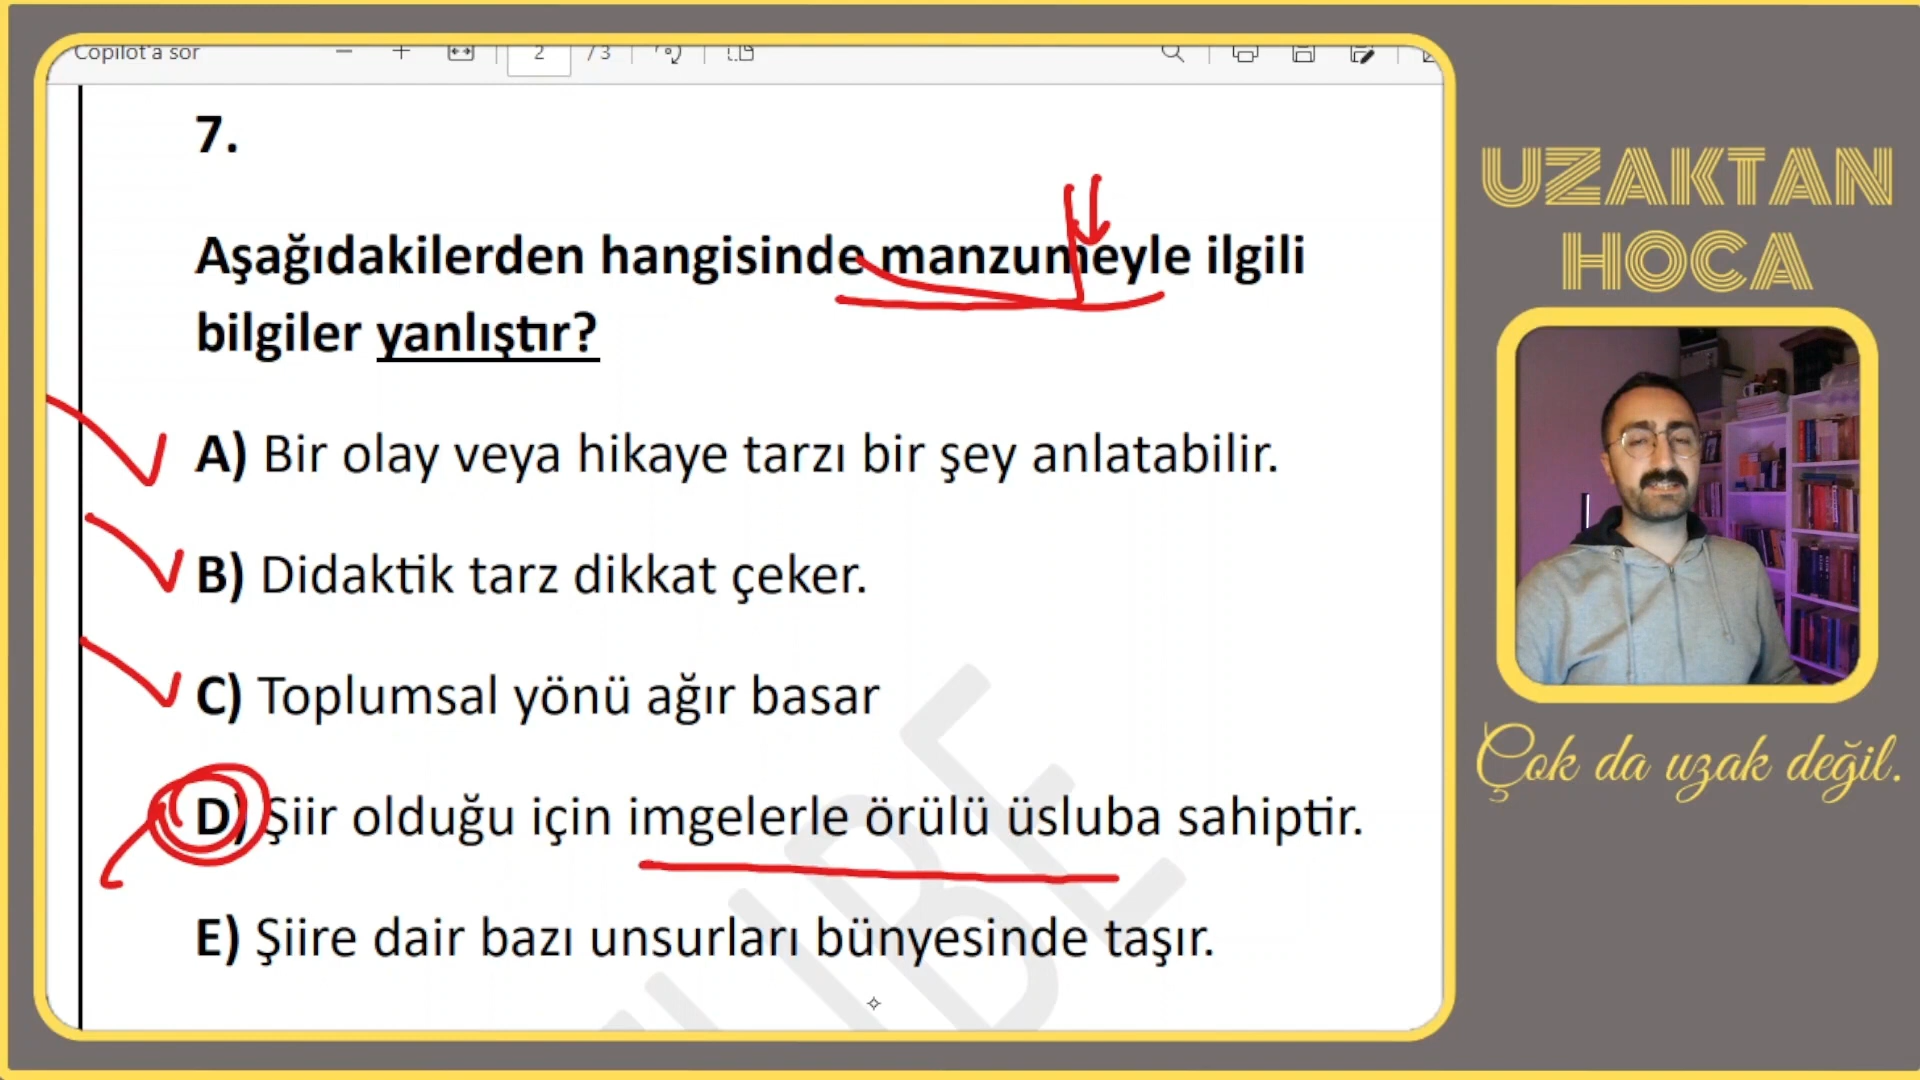 Copilot'a sor
2
/ 3
7.
Aşağıdakilerden hangisinde manzumeyle ilgili
bilgiler yanlıştır?
A) Bir olay veya hikaye tarzı bir şey anlatabilir.
B) Didaktik tarz dikkat çeker.
C) Toplumsal yönü ağır basar
D) Şiir olduğu için imgelerle örülü üsluba sahiptir.
E) Şiire dair bazı unsurları bünyesinde taşır.
UZAKTAN
HOCA
Çok da uzak değil.